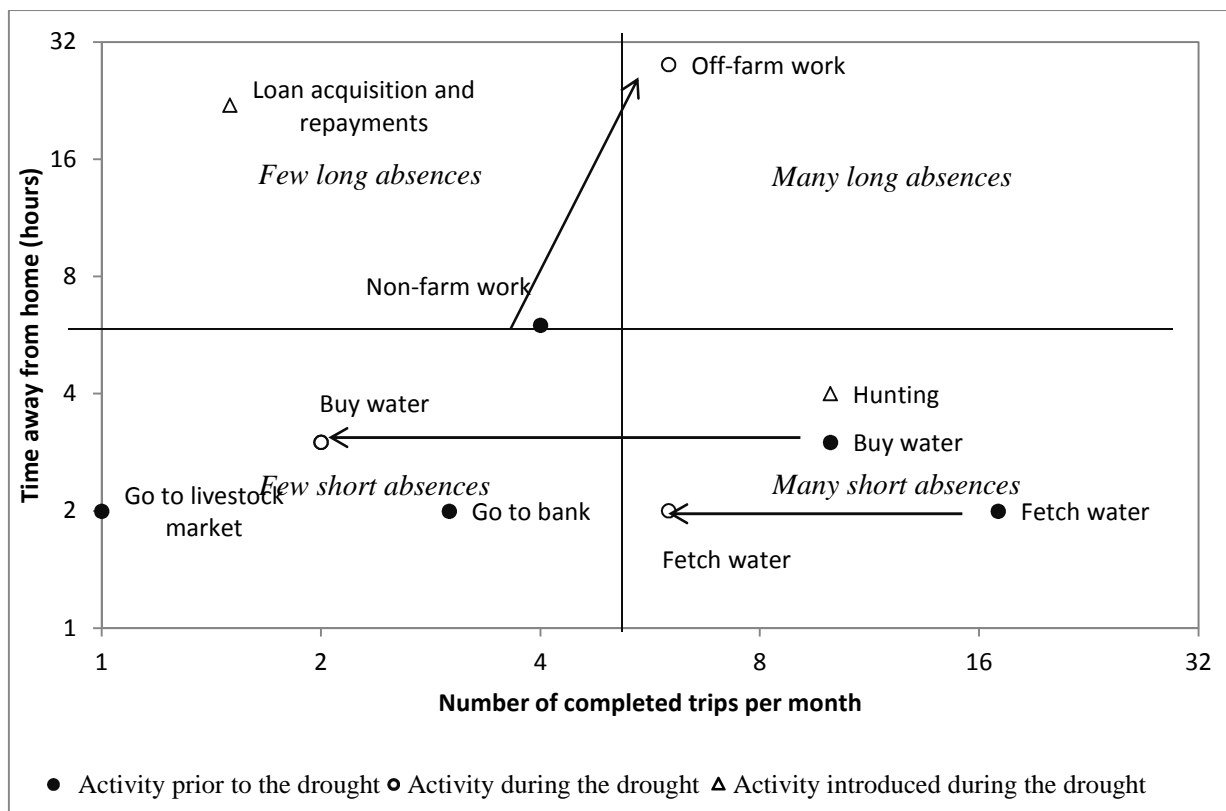 32
Off-farm work
Loan acquisition and
repayments
16
Few long absences
Many long absences
8
Non-farm work
Time away from home (hours)
4
Hunting
Buy water
Buy water
Few short absences
Many short absences
2
Go to livestock
market
Go to bank
Fetch water
Fetch water
1
1 2 4 8 16 32
Number of completed trips per month
Activity prior to the drought Activity during the drought Activity introduced during the drought